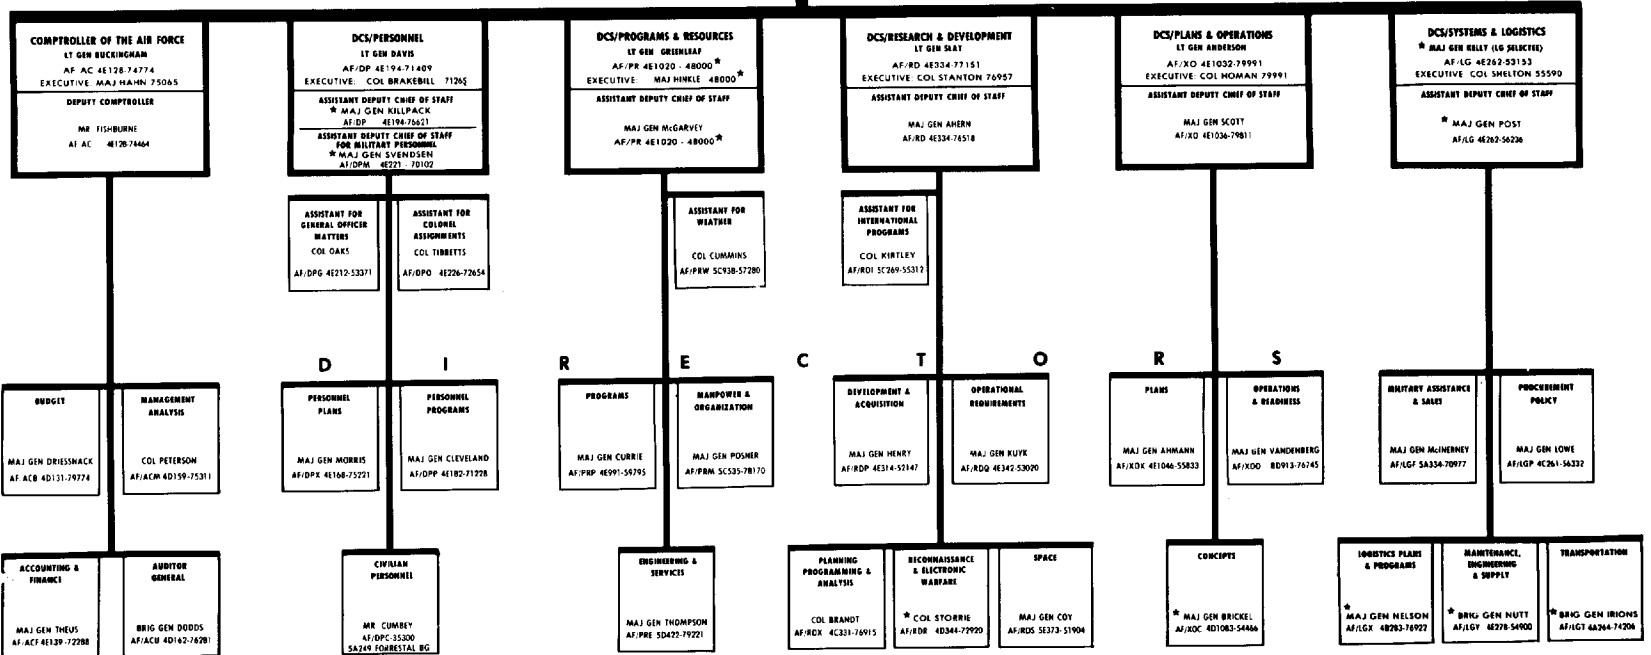 COMPTROLLER OF THE AIR FORCE
LT GEN BUCKINGHAM
AF AC 4E128-74774
EXECUTIVE: MAJ HAHN 75065
DEPUTY COMPTROLLER
MR FISHBURNE
AF AC 4E128-74464
DCS/PERSONNEL
LT GEN DAVIS
AF/DP 4E194-71409
EXECUTIVE: COL BRAKEBILL 71265
ASSISTANT DEPUTY CHIEF OF STAFF
★ MAJ GEN KILLPACK
AF/DP 4E194-76621
ASSISTANT DEPUTY CHIEF OF STAFF
FOR MILITARY PERSONNEL
★ MAJ GEN SVENDSEN
AF/DPM 4E221 - 70102
DCS/PROGRAMS & RESOURCES
LT GEN GREENLEAF
AF/PR 4E1020 - 48000 ★
EXECUTIVE: MAJ HINKLE 48000 ★
ASSISTANT DEPUTY CHIEF OF STAFF
MAJ GEN McGARVEY
AF/PR 4E1020 - 48000 ★
DCS/RESEARCH & DEVELOPMENT
LT GEN SLAY
AF/RD 4E334-77151
EXECUTIVE: COL STANTON 76957
ASSISTANT DEPUTY CHIEF OF STAFF
MAJ GEN AHERN
AF/RD 4E334-76518
DCS/PLANS & OPERATIONS
LT GEN ANDERSON
AF/XO 4E1032-79991
EXECUTIVE: COL HOMAN 79991
ASSISTANT DEPUTY CHIEF OF STAFF
MAJ GEN SCOTT
AF/XO 4E1036-79811
DCS/SYSTEMS & LOGISTICS
★ MAJ GEN KELLY (LG SELECTEE)
AF/LG 4E262-53153
EXECUTIVE COL SHELTON 55590
ASSISTANT DEPUTY CHIEF OF STAFF
★ MAJ GEN POST
AF/LG 4E262-56236
ASSISTANT FOR
GENERAL OFFICER
MATTERS
COL OAKS
AF/DPG 4E212-53371
ASSISTANT FOR
COLONEL
ASSIGNMENTS
COL TIBBETTS
AF/DPO 4E226-72654
ASSISTANT FOR
WEATHER
COL CUMMINS
AF/PRW 5C938-57280
ASSISTANT FOR
INTERNATIONAL
PROGRAMS
COL KIRTLEY
AF/RDI 5C269-55312
D I R E C T O R S
BUDGET
MAJ GEN DRIESSNACK
AF ACB 4D131-79774
MANAGEMENT
ANALYSIS
COL PETERSON
AF/ACM 4D159-75311
PERSONNEL
PLANS
MAJ GEN MORRIS
AF/DPX 4E168-75221
PERSONNEL
PROGRAMS
MAJ GEN CLEVELAND
AF/DPP 4E182-71228
PROGRAMS
MAJ GEN CURRIE
AF/PRP 4E991-59795
MANPOWER &
ORGANIZATION
MAJ GEN POSNER
AF/PRM 5C535-78170
DEVELOPMENT &
ACQUISITION
MAJ GEN HENRY
AF/RDP 4E314-52147
OPERATIONAL
REQUIREMENTS
MAJ GEN KUYK
AF/RDQ 4E342-53020
PLANS
MAJ GEN AHMANN
AF/XOX 4E1046-55833
OPERATIONS
& READINESS
MAJ GEN VANDENBERG
AF/XOO BD913-76745
MILITARY ASSISTANCE
& SALES
MAJ GEN McINERNEY
AF/LGF 5A334-70977
PROCUREMENT
POLICY
MAJ GEN LOWE
AF/LGP 4C261-56332
ACCOUNTING &
FINANCE
MAJ GEN THEUS
AF/ACF 4E139-72288
AUDITOR
GENERAL
BRIG GEN DODDS
AF/ACU 4D162-76281
CIVILIAN
PERSONNEL
MR CUMBEY
AF/DPC-35300
5A249 FORRESTAL BG
ENGINEERING &
SERVICES
MAJ GEN THOMPSON
AF/PRE 5D422-79221
PLANNING
PROGRAMMING &
ANALYSIS
COL BRANDT
AF/RDX 4C331-76915
RECONNAISSANCE
& ELECTRONIC
WARFARE
★ COL STORRIE
AF/RDR 4D344-72920
SPACE
MAJ GEN COY
AF/RDS 5E373-51904
CONCEPTS
★ MAJ GEN BRICKEL
AF/XOC 4D1083-54466
LOGISTICS PLANS
& PROGRAMS
★ MAJ GEN NELSON
AF/LGX 4B283-78922
MAINTENANCE,
ENGINEERING
& SUPPLY
★ BRIG GEN NUTT
AF/LGY 4E278-54900
TRANSPORTATION
★ BRIG GEN IRIONS
AF/LGT 4A264-74206